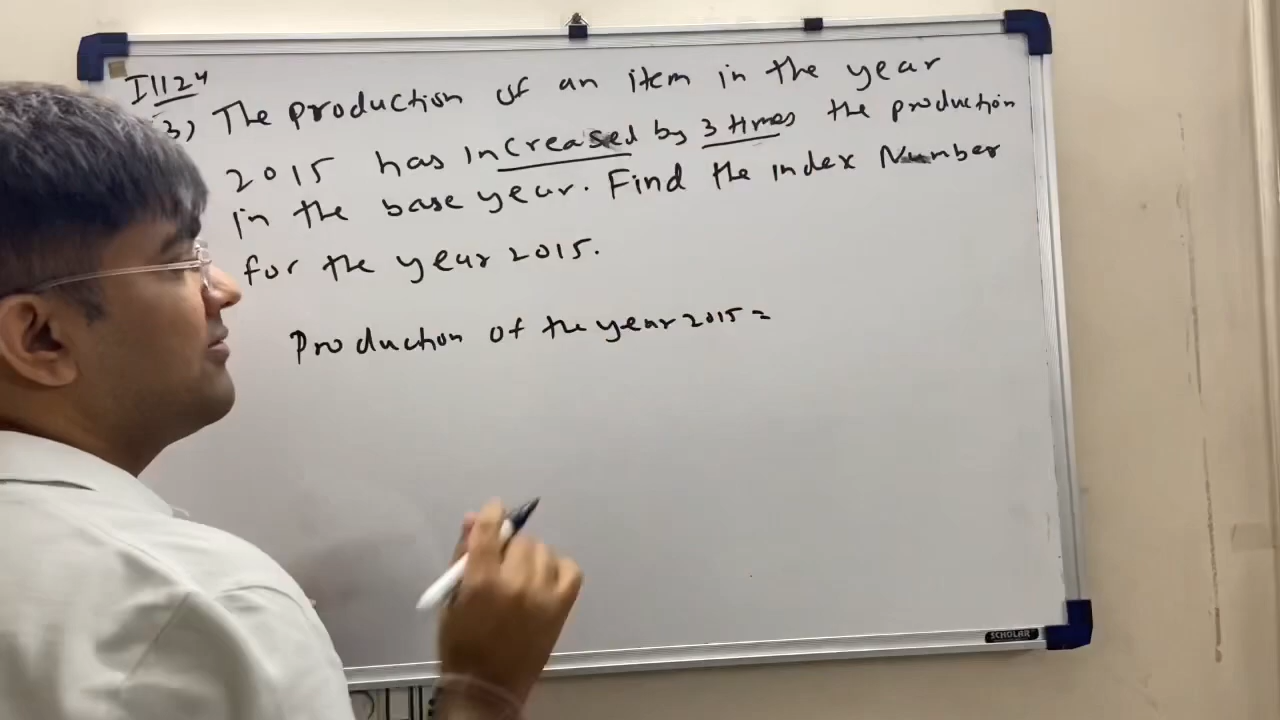 The production of an item in the year
3) 2015 has increased by 3 times the production
in the base year. Find the index Number
for the year 2015.
Production of the year 2015 =
SCHOLAR